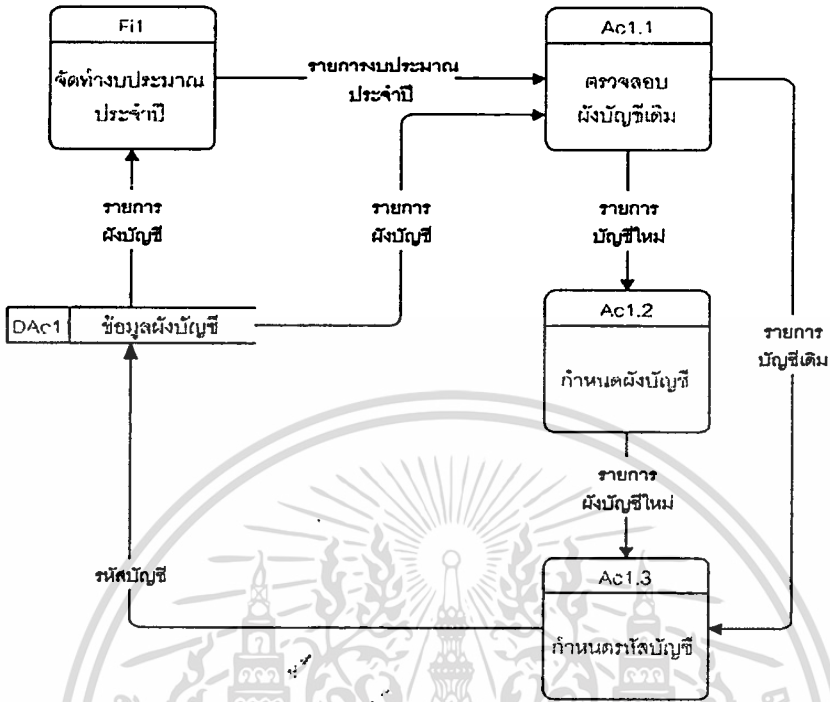 Fi1
จัดทำงบประมาณ
ประจำปี
รายการงบประมาณ
ประจำปี
Ac1.1
ตรวจสอบ
ผังบัญชีเดิม
รายการ
ผังบัญชี
รายการ
ผังบัญชี
รายการ
บัญชีใหม่
DAc1
ข้อมูลผังบัญชี
Ac1.2
กำหนดผังบัญชี
รายการ
บัญชีเดิม
รายการ
ผังบัญชีใหม่
รหัสบัญชี
Ac1.3
กำหนดรหัสบัญชี